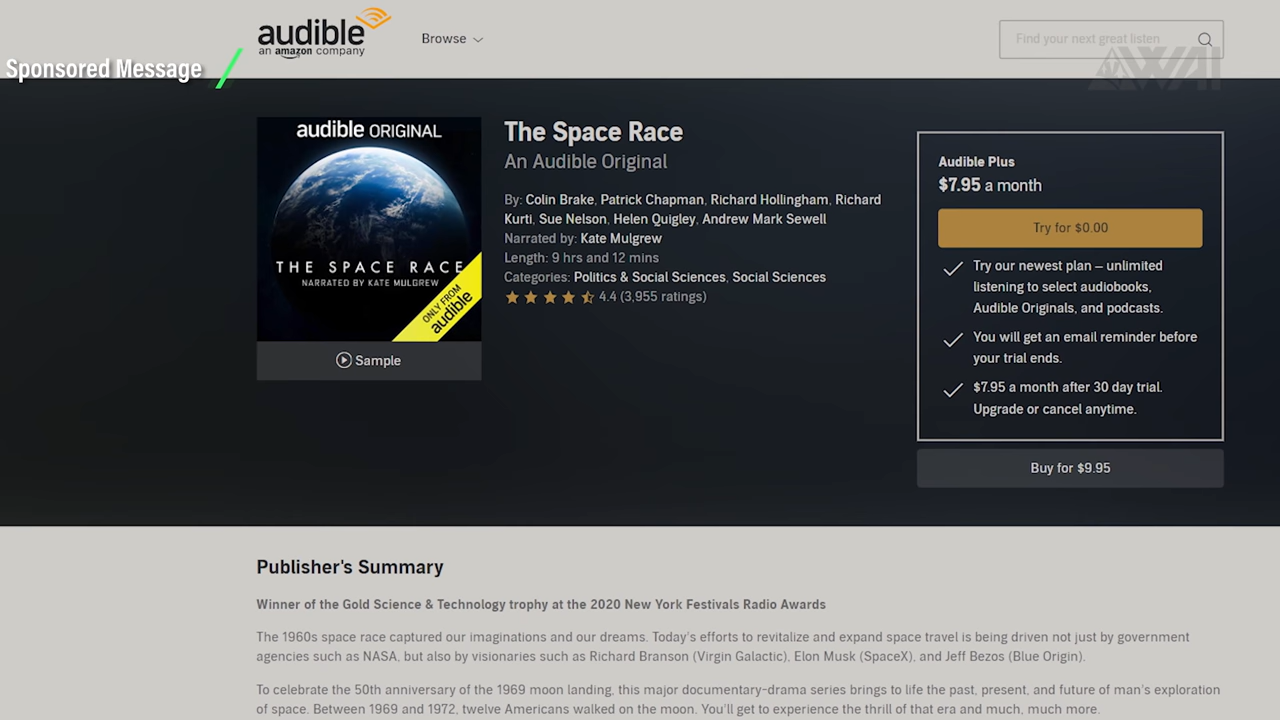 audible
an amazon company
Browse
Find your next great listen
Sponsored Message
AWAI
audible ORIGINAL
THE SPACE RACE
NARRATED BY KATE MULGREW
ONLY FROM
audible
Sample
The Space Race
An Audible Original
By: Colin Brake, Patrick Chapman, Richard Hollingham, Richard
Kurti, Sue Nelson, Helen Quigley, Andrew Mark Sewell
Narrated by: Kate Mulgrew
Length: 9 hrs and 12 mins
Categories: Politics & Social Sciences, Social Sciences
4.4 (3,955 ratings)
Audible Plus
$7.95 a month
Try for $0.00
Try our newest plan – unlimited
listening to select audiobooks,
Audible Originals, and podcasts.
You will get an email reminder before
your trial ends.
$7.95 a month after 30 day trial.
Upgrade or cancel anytime.
Buy for $9.95
Publisher's Summary
Winner of the Gold Science & Technology trophy at the 2020 New York Festivals Radio Awards
The 1960s space race captured our imaginations and our dreams. Today's efforts to revitalize and expand space travel is being driven not just by government
agencies such as NASA, but also by visionaries such as Richard Branson (Virgin Galactic), Elon Musk (SpaceX), and Jeff Bezos (Blue Origin).
To celebrate the 50th anniversary of the 1969 moon landing, this major documentary-drama series brings to life the past, present, and future of man's exploration
of space. Between 1969 and 1972, twelve Americans walked on the moon. You'll get to experience the thrill of that era and much, much more.